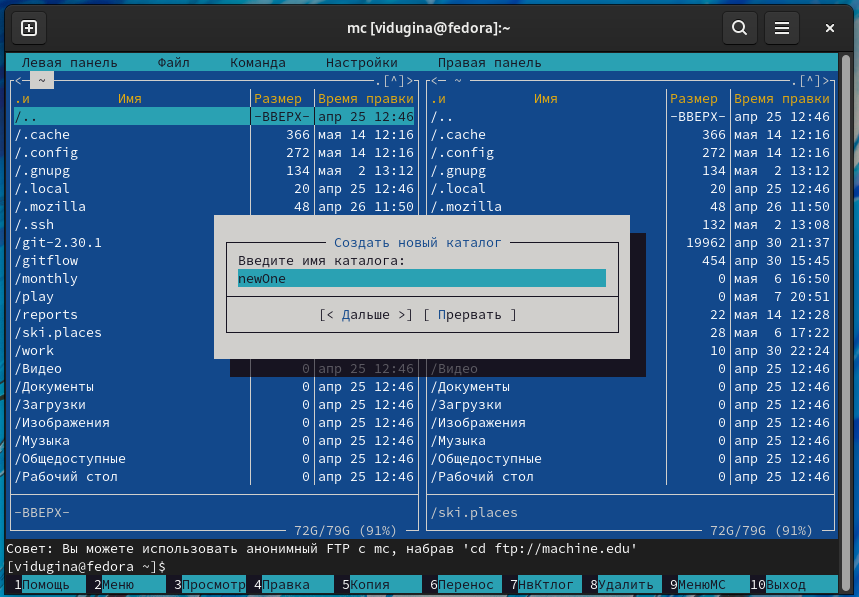 mc [vidugina@fedora]:~
Левая панель Файл Команда Настройки Правая панель
<─ ~ .[^]> <─ ~ .[^]>
.и Имя Размер Время правки .и Имя Размер Время правки
/.. -ВВЕРХ- апр 25 12:46 /.. -ВВЕРХ- апр 25 12:46
/.cache 366 мая 14 12:16 /.cache 366 мая 14 12:16
/.config 272 мая 14 12:16 /.config 272 мая 14 12:16
/.gnupg 134 мая 2 13:12 /.gnupg 134 мая 2 13:12
/.local 20 апр 25 12:46 /.local 20 апр 25 12:46
/.mozilla 48 апр 26 11:50 /.mozilla 48 апр 26 11:50
/.ssh 132 мая 2 13:08
/git-2.30.1 Создать новый каталог 19962 апр 30 21:37
/gitflow Введите имя каталога: 454 апр 30 15:45
/monthly newOne 0 мая 6 16:50
/play 0 мая 7 20:51
/reports [< Дальше >] [ Прервать ] 22 мая 14 12:28
/ski.places 28 мая 6 17:22
/work 10 апр 30 22:24
/Видео 0 апр 25 12:46 /Видео 0 апр 25 12:46
/Документы 0 апр 25 12:46 /Документы 0 апр 25 12:46
/Загрузки 0 апр 25 12:46 /Загрузки 0 апр 25 12:46
/Изображения 0 апр 25 12:46 /Изображения 0 апр 25 12:46
/Музыка 0 апр 25 12:46 /Музыка 0 апр 25 12:46
/Общедоступные 0 апр 25 12:46 /Общедоступные 0 апр 25 12:46
/Рабочий стол 0 апр 25 12:46 /Рабочий стол 0 апр 25 12:46
-ВВЕРХ- /ski.places
72G/79G (91%) 72G/79G (91%)
Совет: Вы можете использовать анонимный FTP с mc, набрав 'cd ftp://machine.edu'
[vidugina@fedora ~]$
1Помощь 2Меню 3Просмотр 4Правка 5Копия 6Перенос 7НвКтлог 8Удалить 9МенюМС 10Выход